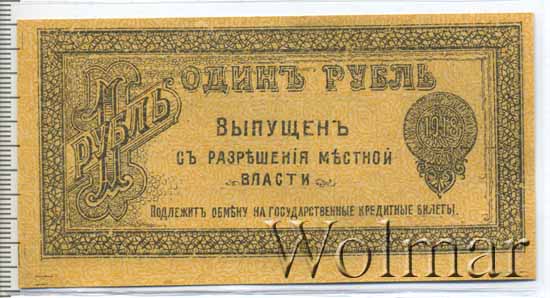 ОДИНЪ РУБЛЬ
1
РУБЛЬ
1918
ВЫПУЩЕНЪ
СЪ РАЗРѢШЕНІЯ МѢСТНОЙ
ВЛАСТИ
ПОДЛЕЖИТЪ ОБМѢНУ НА ГОСУДАРСТВЕННЫЕ КРЕДИТНЫЕ БИЛЕТЫ.
Wolmar